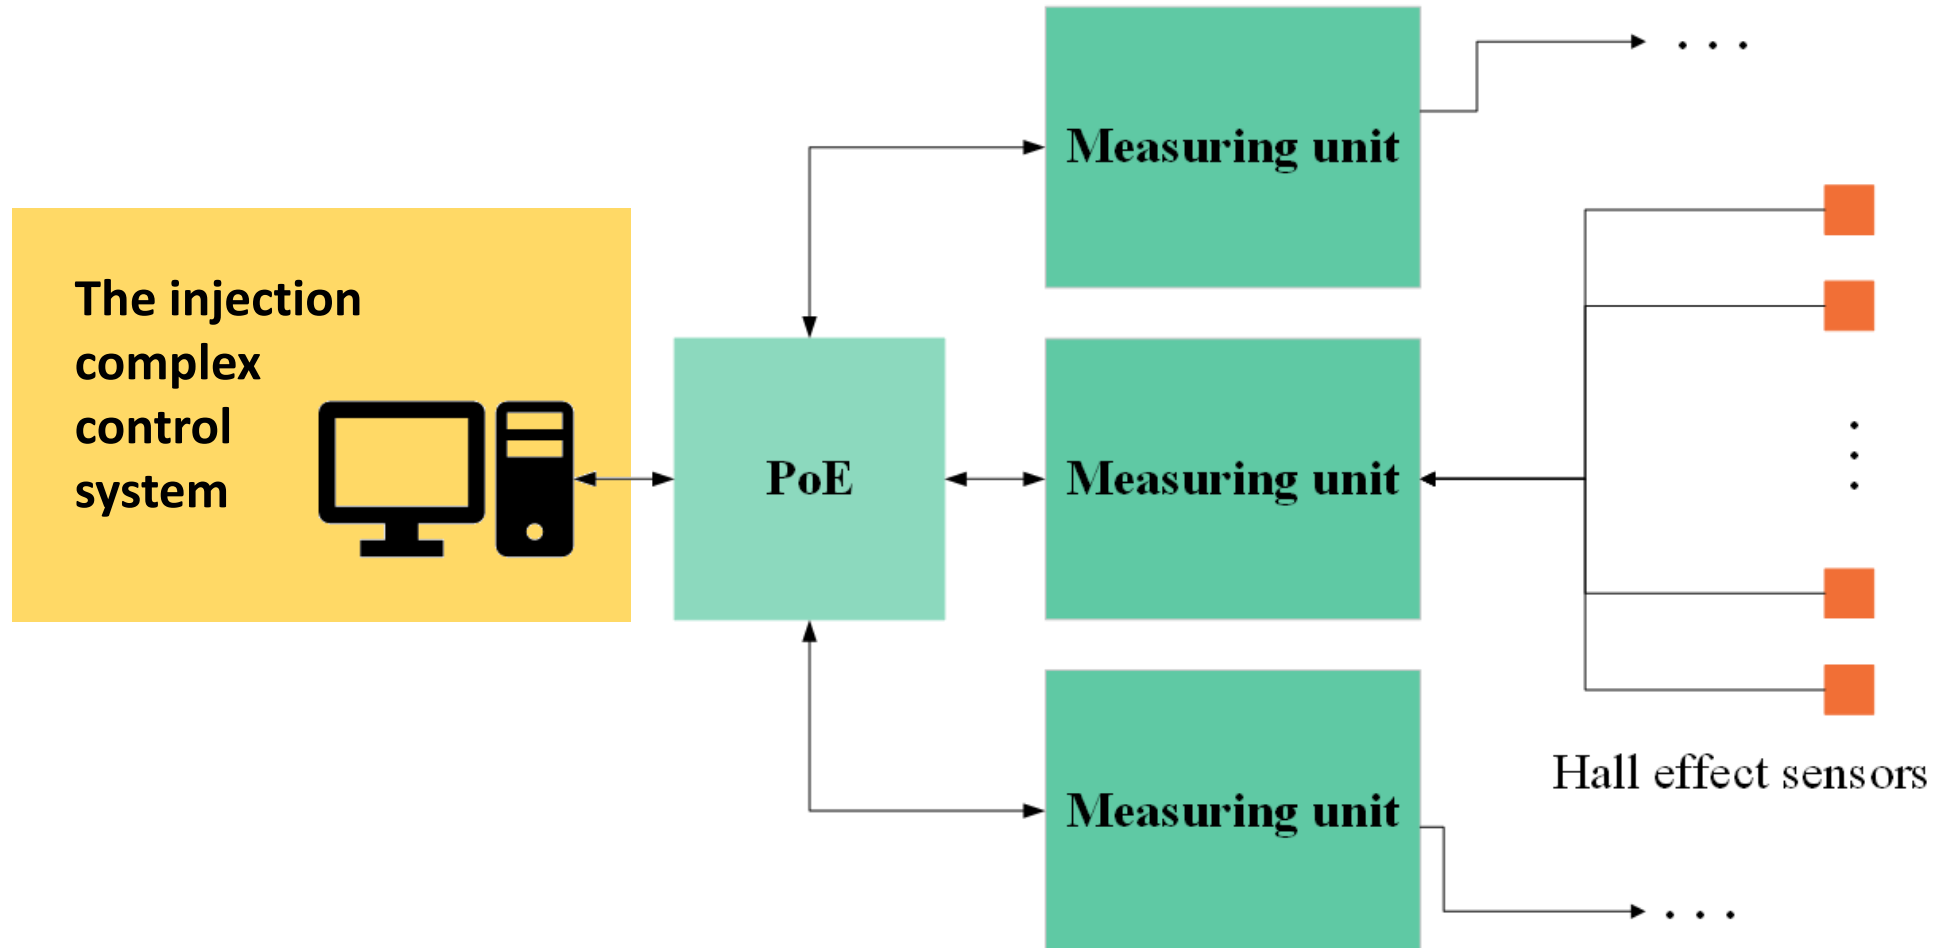 The injection
complex
control
system
PoE
Measuring unit
. . .
Measuring unit
Measuring unit
. . .
Hall effect sensors